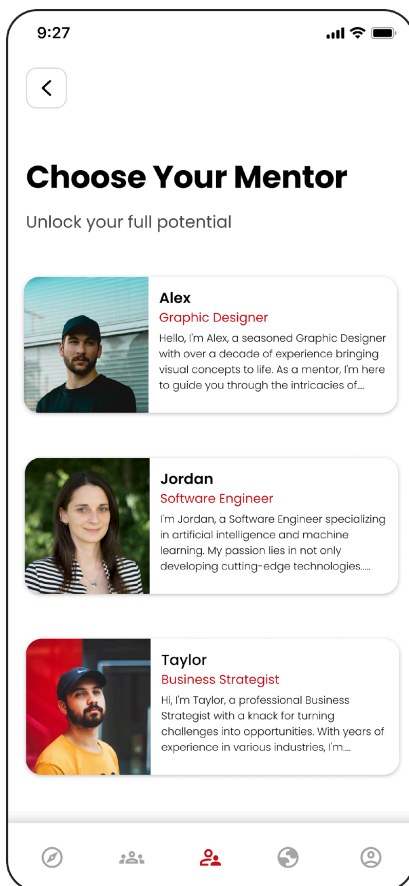 9:27
Choose Your Mentor
Unlock your full potential
Alex
Graphic Designer
Hello, I'm Alex, a seasoned Graphic Designer
with over a decade of experience bringing
visual concepts to life. As a mentor, I'm here
to guide you through the intricacies of....
Jordan
Software Engineer
I'm Jordan, a Software Engineer specializing
in artificial intelligence and machine
learning. My passion lies in not only
developing cutting-edge technologies.....
Taylor
Business Strategist
Hi, I'm Taylor, a professional Business
Strategist with a knack for turning
challenges into opportunities. With years of
experience in various industries, I'm....